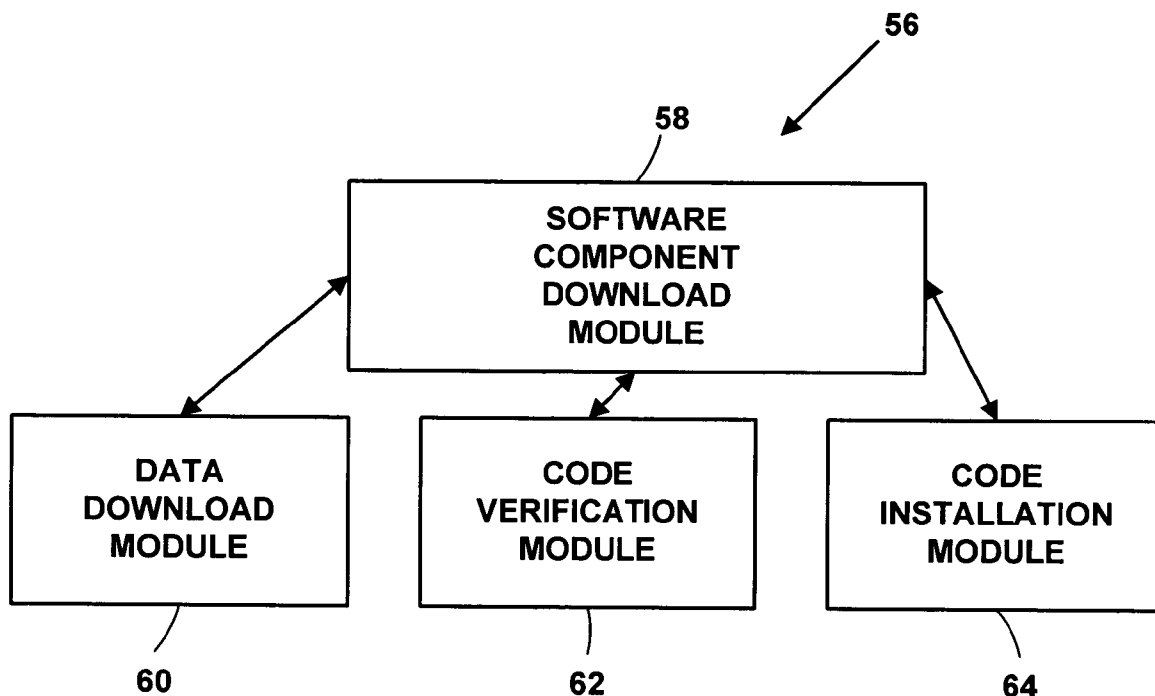 56
58
SOFTWARE
COMPONENT
DOWNLOAD
MODULE
DATA
DOWNLOAD
MODULE
CODE
VERIFICATION
MODULE
CODE
INSTALLATION
MODULE
60
62
64